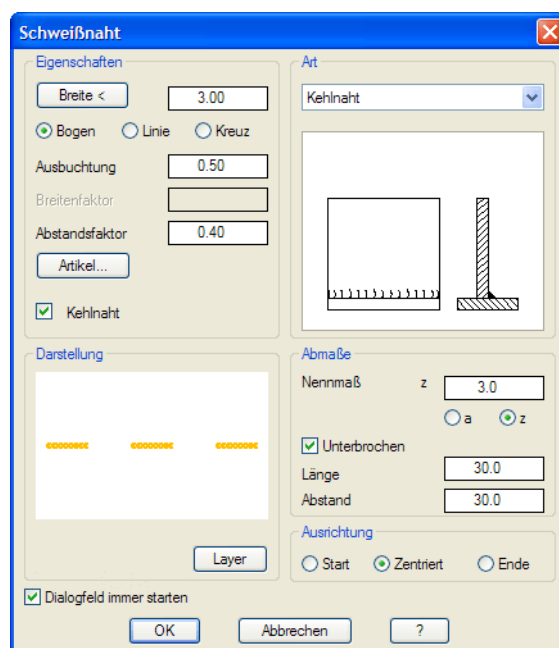 Schweißnaht
Eigenschaften
Breite <
3.00
Bogen
Linie
Kreuz
Ausbuchtung
0.50
Breitenfaktor
Abstandsfaktor
0.40
Artikel...
Kehlnaht
Art
Kehlnaht
Darstellung
Layer
Abmaße
Nennmaß
z
3.0
a
z
Unterbrochen
Länge
30.0
Abstand
30.0
Ausrichtung
Start
Zentriert
Ende
Dialogfeld immer starten
OK
Abbrechen
?